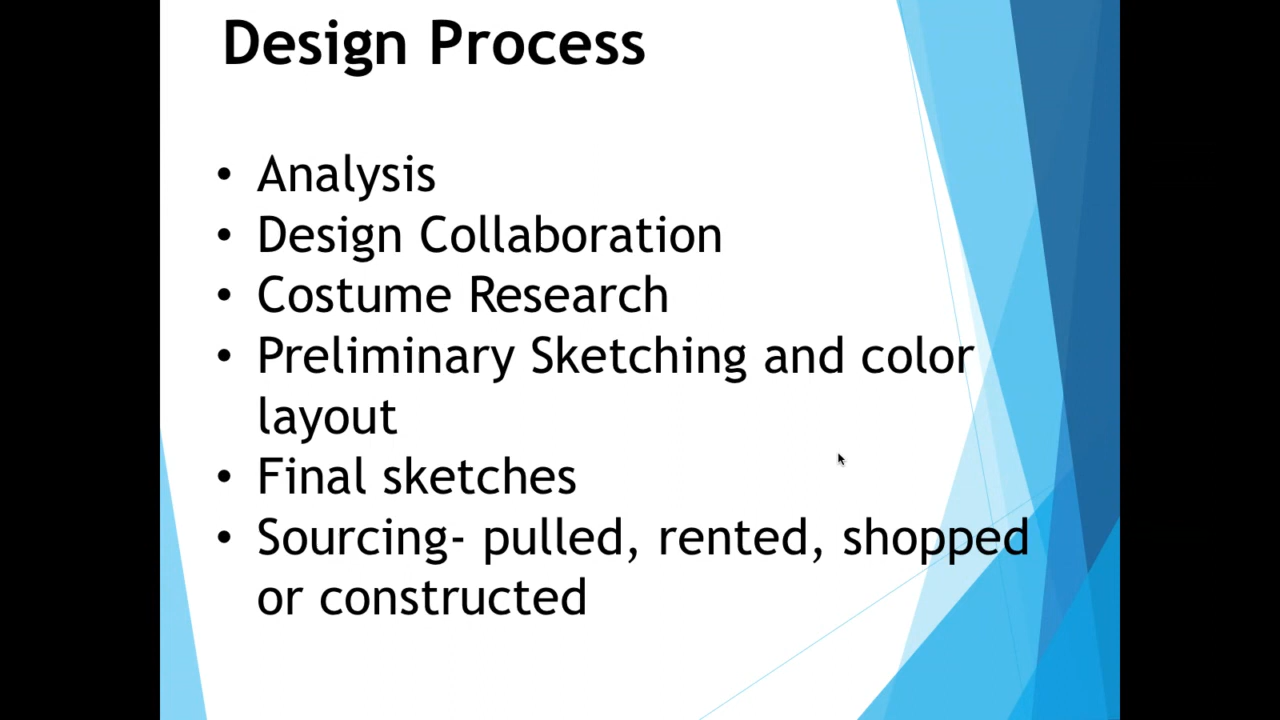 Design Process
• Analysis
• Design Collaboration
• Costume Research
• Preliminary Sketching and color
layout
• Final sketches
• Sourcing- pulled, rented, shopped
or constructed